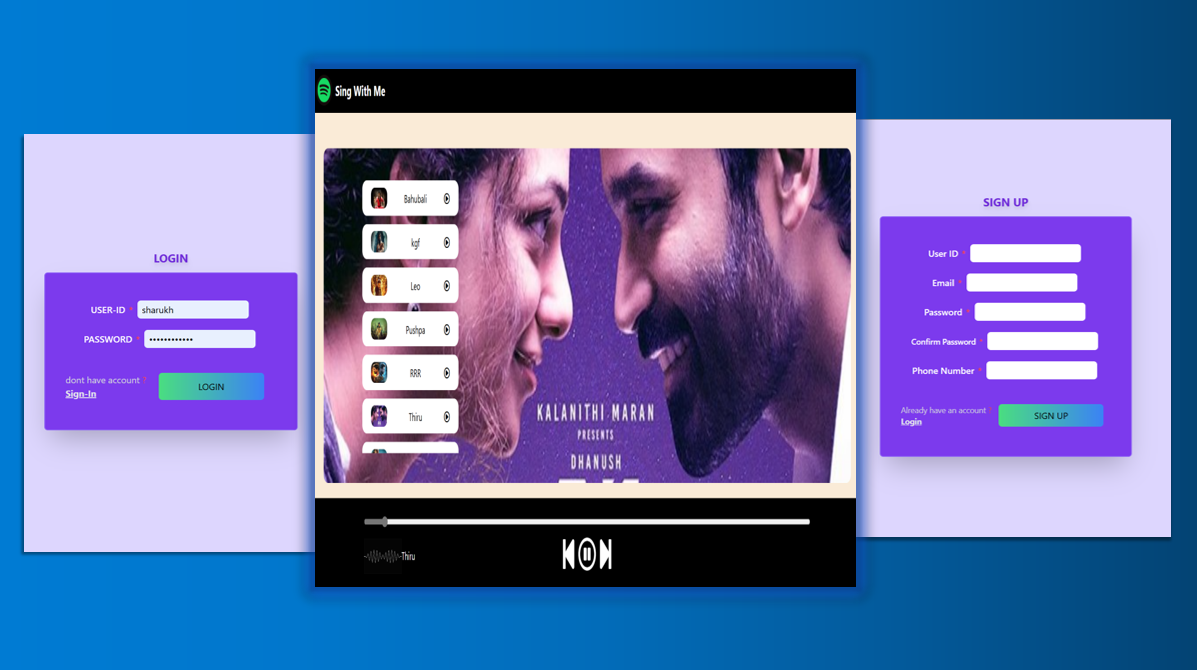 LOGIN
USER-ID *
sharukh
PASSWORD *
••••••••••••
dont have account ?
Sign-In
LOGIN
Sing With Me
Bahubali
kgf
Leo
Pushpa
RRR
Thiru
KALANITHI MARAN
PRESENTS
DHANUSH
-Thiru
SIGN UP
User ID *
Email *
Password *
Confirm Password *
Phone Number *
Already have an account
Login
SIGN UP